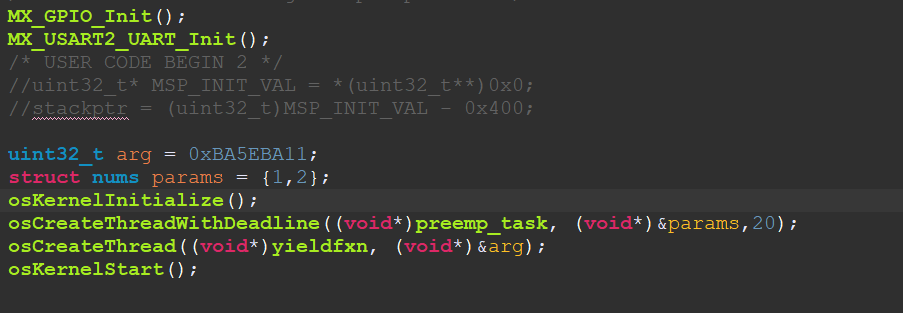 MX_GPIO_Init();
MX_USART2_UART_Init();
/* USER CODE BEGIN 2 */
//uint32_t* MSP_INIT_VAL = *(uint32_t**)0x0;
//stackptr = (uint32_t)MSP_INIT_VAL - 0x400;
uint32_t arg = 0xBA5EBA11;
struct nums params = {1,2};
osKernelInitialize();
osCreateThreadWithDeadline((void*)preemp_task, (void*)&params,20);
osCreateThread((void*)yieldfxn, (void*)&arg);
osKernelStart();